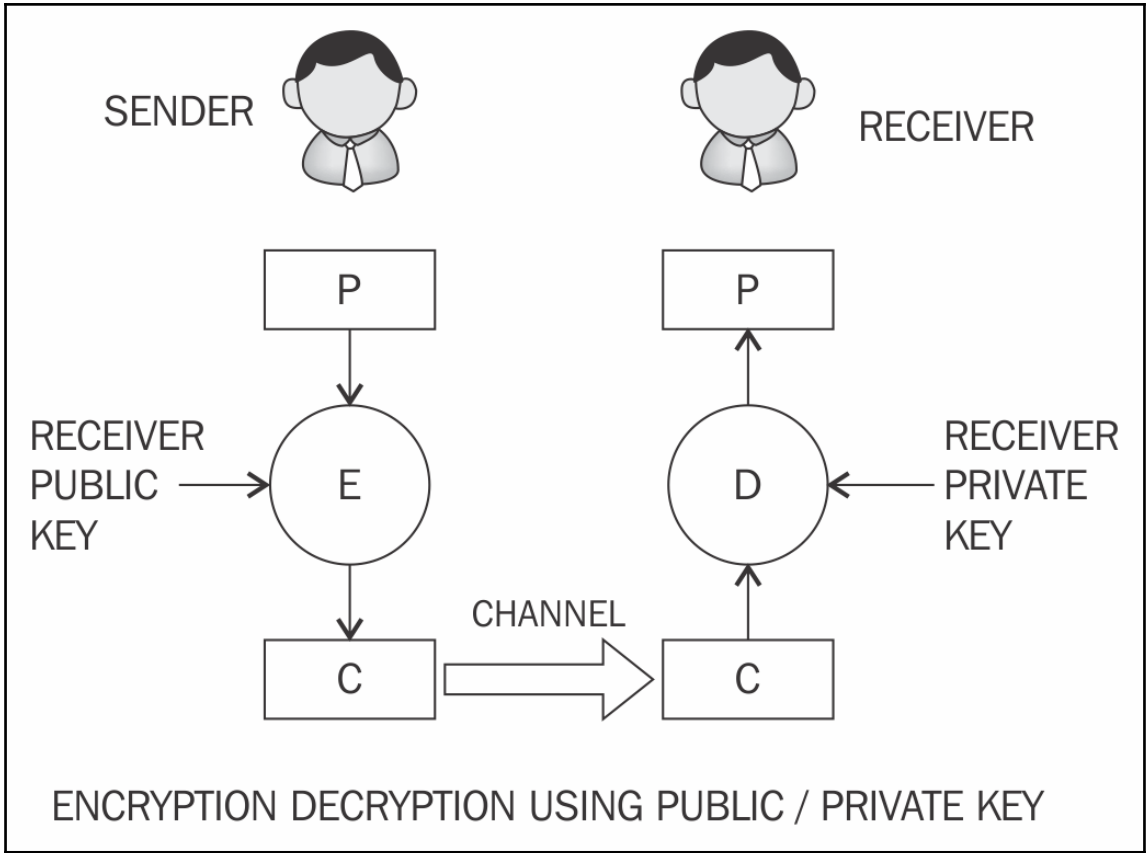 SENDER
RECEIVER
P
P
RECEIVER
PUBLIC
KEY
E
D
RECEIVER
PRIVATE
KEY
CHANNEL
C
C
ENCRYPTION DECRYPTION USING PUBLIC / PRIVATE KEY